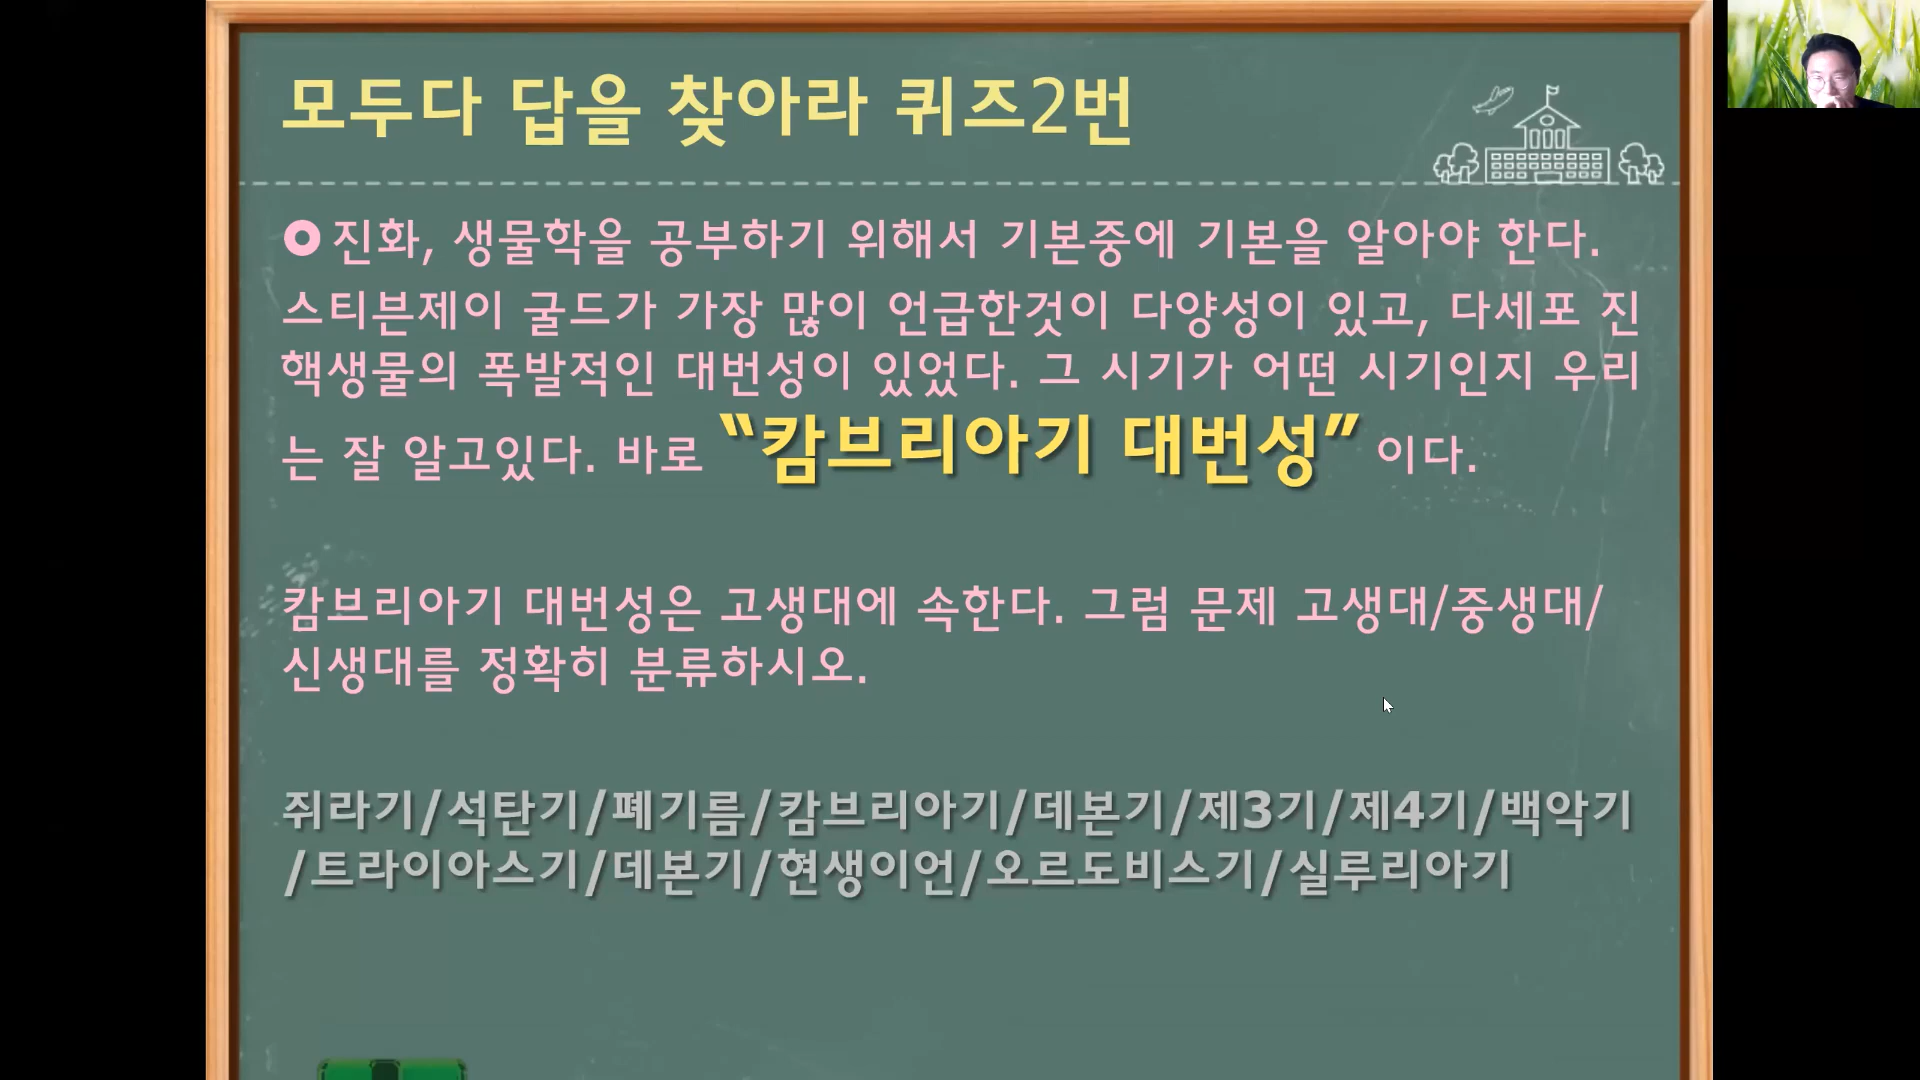 모두다 답을 찾아라 퀴즈2번
진화, 생물학을 공부하기 위해서 기본중에 기본을 알아야 한다.
스티븐제이 굴드가 가장 많이 언급한것이 다양성이 있고, 다세포 진
핵생물의 폭발적인 대번성이 있었다. 그 시기가 어떤 시기인지 우리
는 잘 알고있다. 바로 “캄브리아기 대번성” 이다.
캄브리아기 대번성은 고생대에 속한다. 그럼 문제 고생대/중생대/
신생대를 정확히 분류하시오.
쥐라기/석탄기/폐기름/캄브리아기/데본기/제3기/제4기/백악기
/트라이아스기/데본기/현생이언/오르도비스기/실루리아기